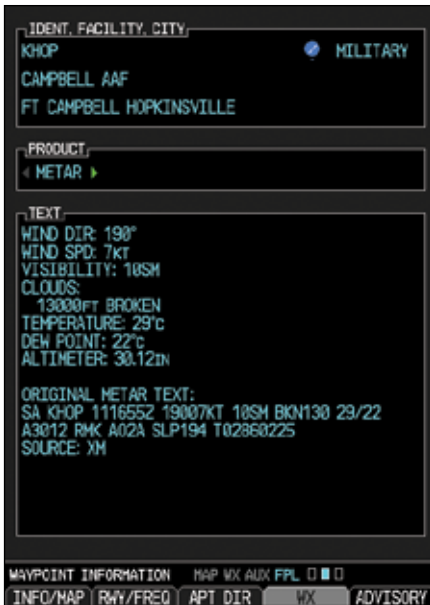 IDENT, FACILITY, CITY
KHOP MILITARY
CAMPBELL AAF
FT CAMPBELL HOPKINSVILLE
PRODUCT
METAR
TEXT
WIND DIR: 190°
WIND SPD: 7KT
VISIBILITY: 10SM
CLOUDS:
13000FT BROKEN
TEMPERATURE: 29°C
DEW POINT: 22°C
ALTIMETER: 30.12IN
ORIGINAL METAR TEXT:
SA KHOP 111655Z 19007KT 10SM BKN130 29/22
A3012 RMK AO2A SLP194 T02860225
SOURCE: XM
WAYPOINT INFORMATION MAP WX AUX FPL
INFO/MAP RWY/FREQ APT DIR WX ADVISORY